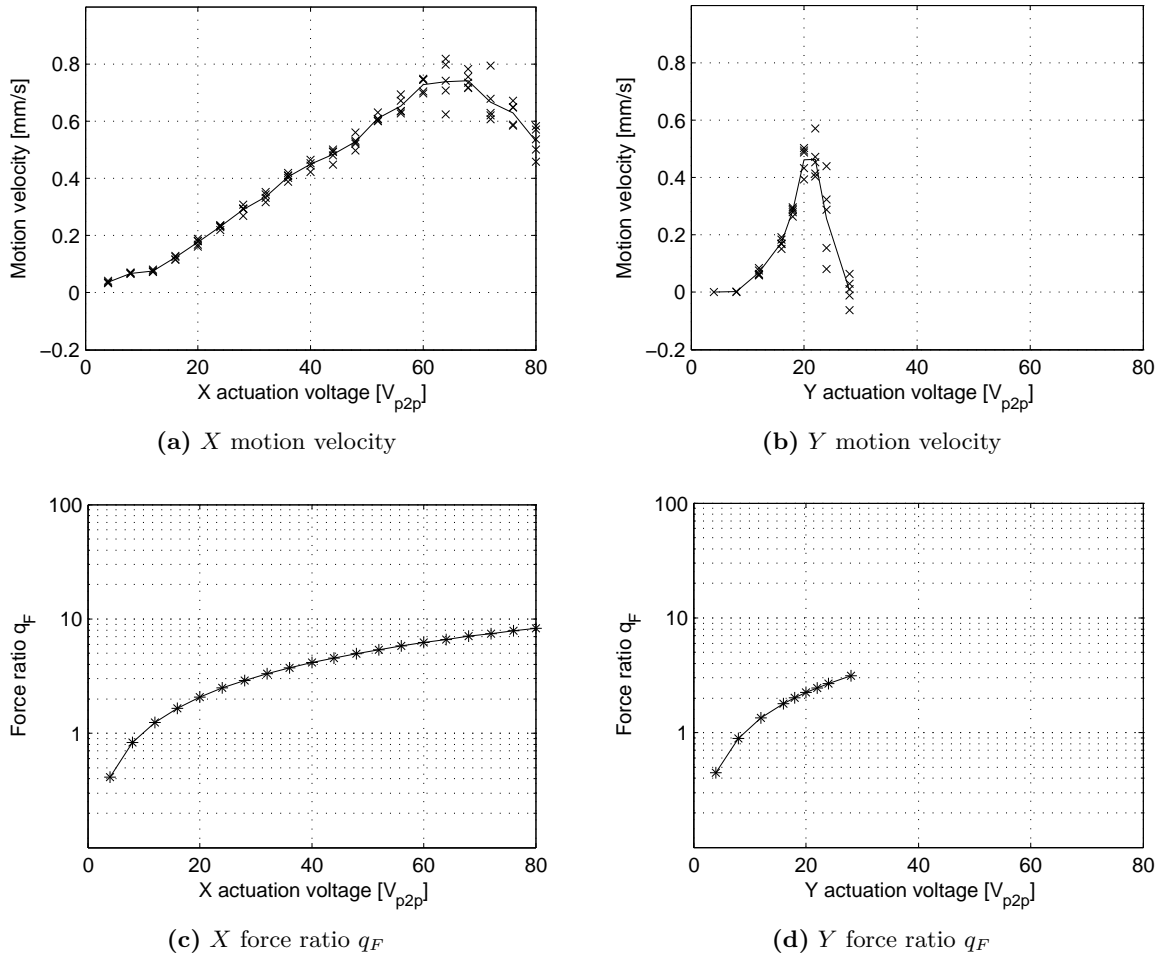 0.8
0.6
0.4
0.2
0
−0.2
0 20 40 60 80
Motion velocity [mm/s]
X actuation voltage [Vp2p]
(a) X motion velocity
0.8
0.6
0.4
0.2
0
−0.2
0 20 40 60 80
Motion velocity [mm/s]
Y actuation voltage [Vp2p]
(b) Y motion velocity
100
10
1
0 20 40 60 80
Force ratio qF
X actuation voltage [Vp2p]
(c) X force ratio qF
100
10
1
0 20 40 60 80
Force ratio qF
Y actuation voltage [Vp2p]
(d) Y force ratio qF